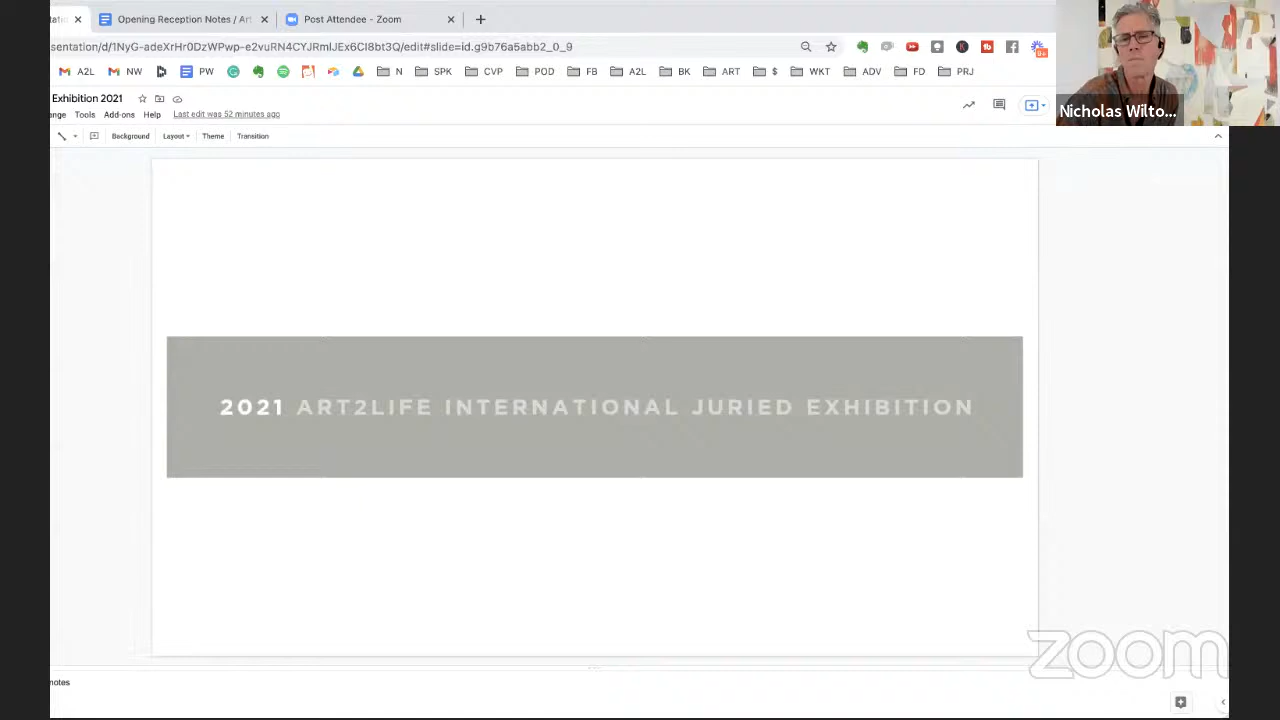 Opening Reception Notes / Ar
Post Attendee - Zoom
sentation/d/1NyG-adeXrHr0DzWPwp-e2vuRN4CYJRmlJEx6CI8bt3Q/edit#slide=id.g9b76a5abb2_0_9
A2L NW PW N SPK CVP POD FB A2L BK ART $ WKT ADV FD PRJ
Exhibition 2021
ange Tools Add-ons Help Last edit was 52 minutes ago
Background Layout Theme Transition
Nicholas Wilto...
2021 ART2LIFE INTERNATIONAL JURIED EXHIBITION
zoom
notes